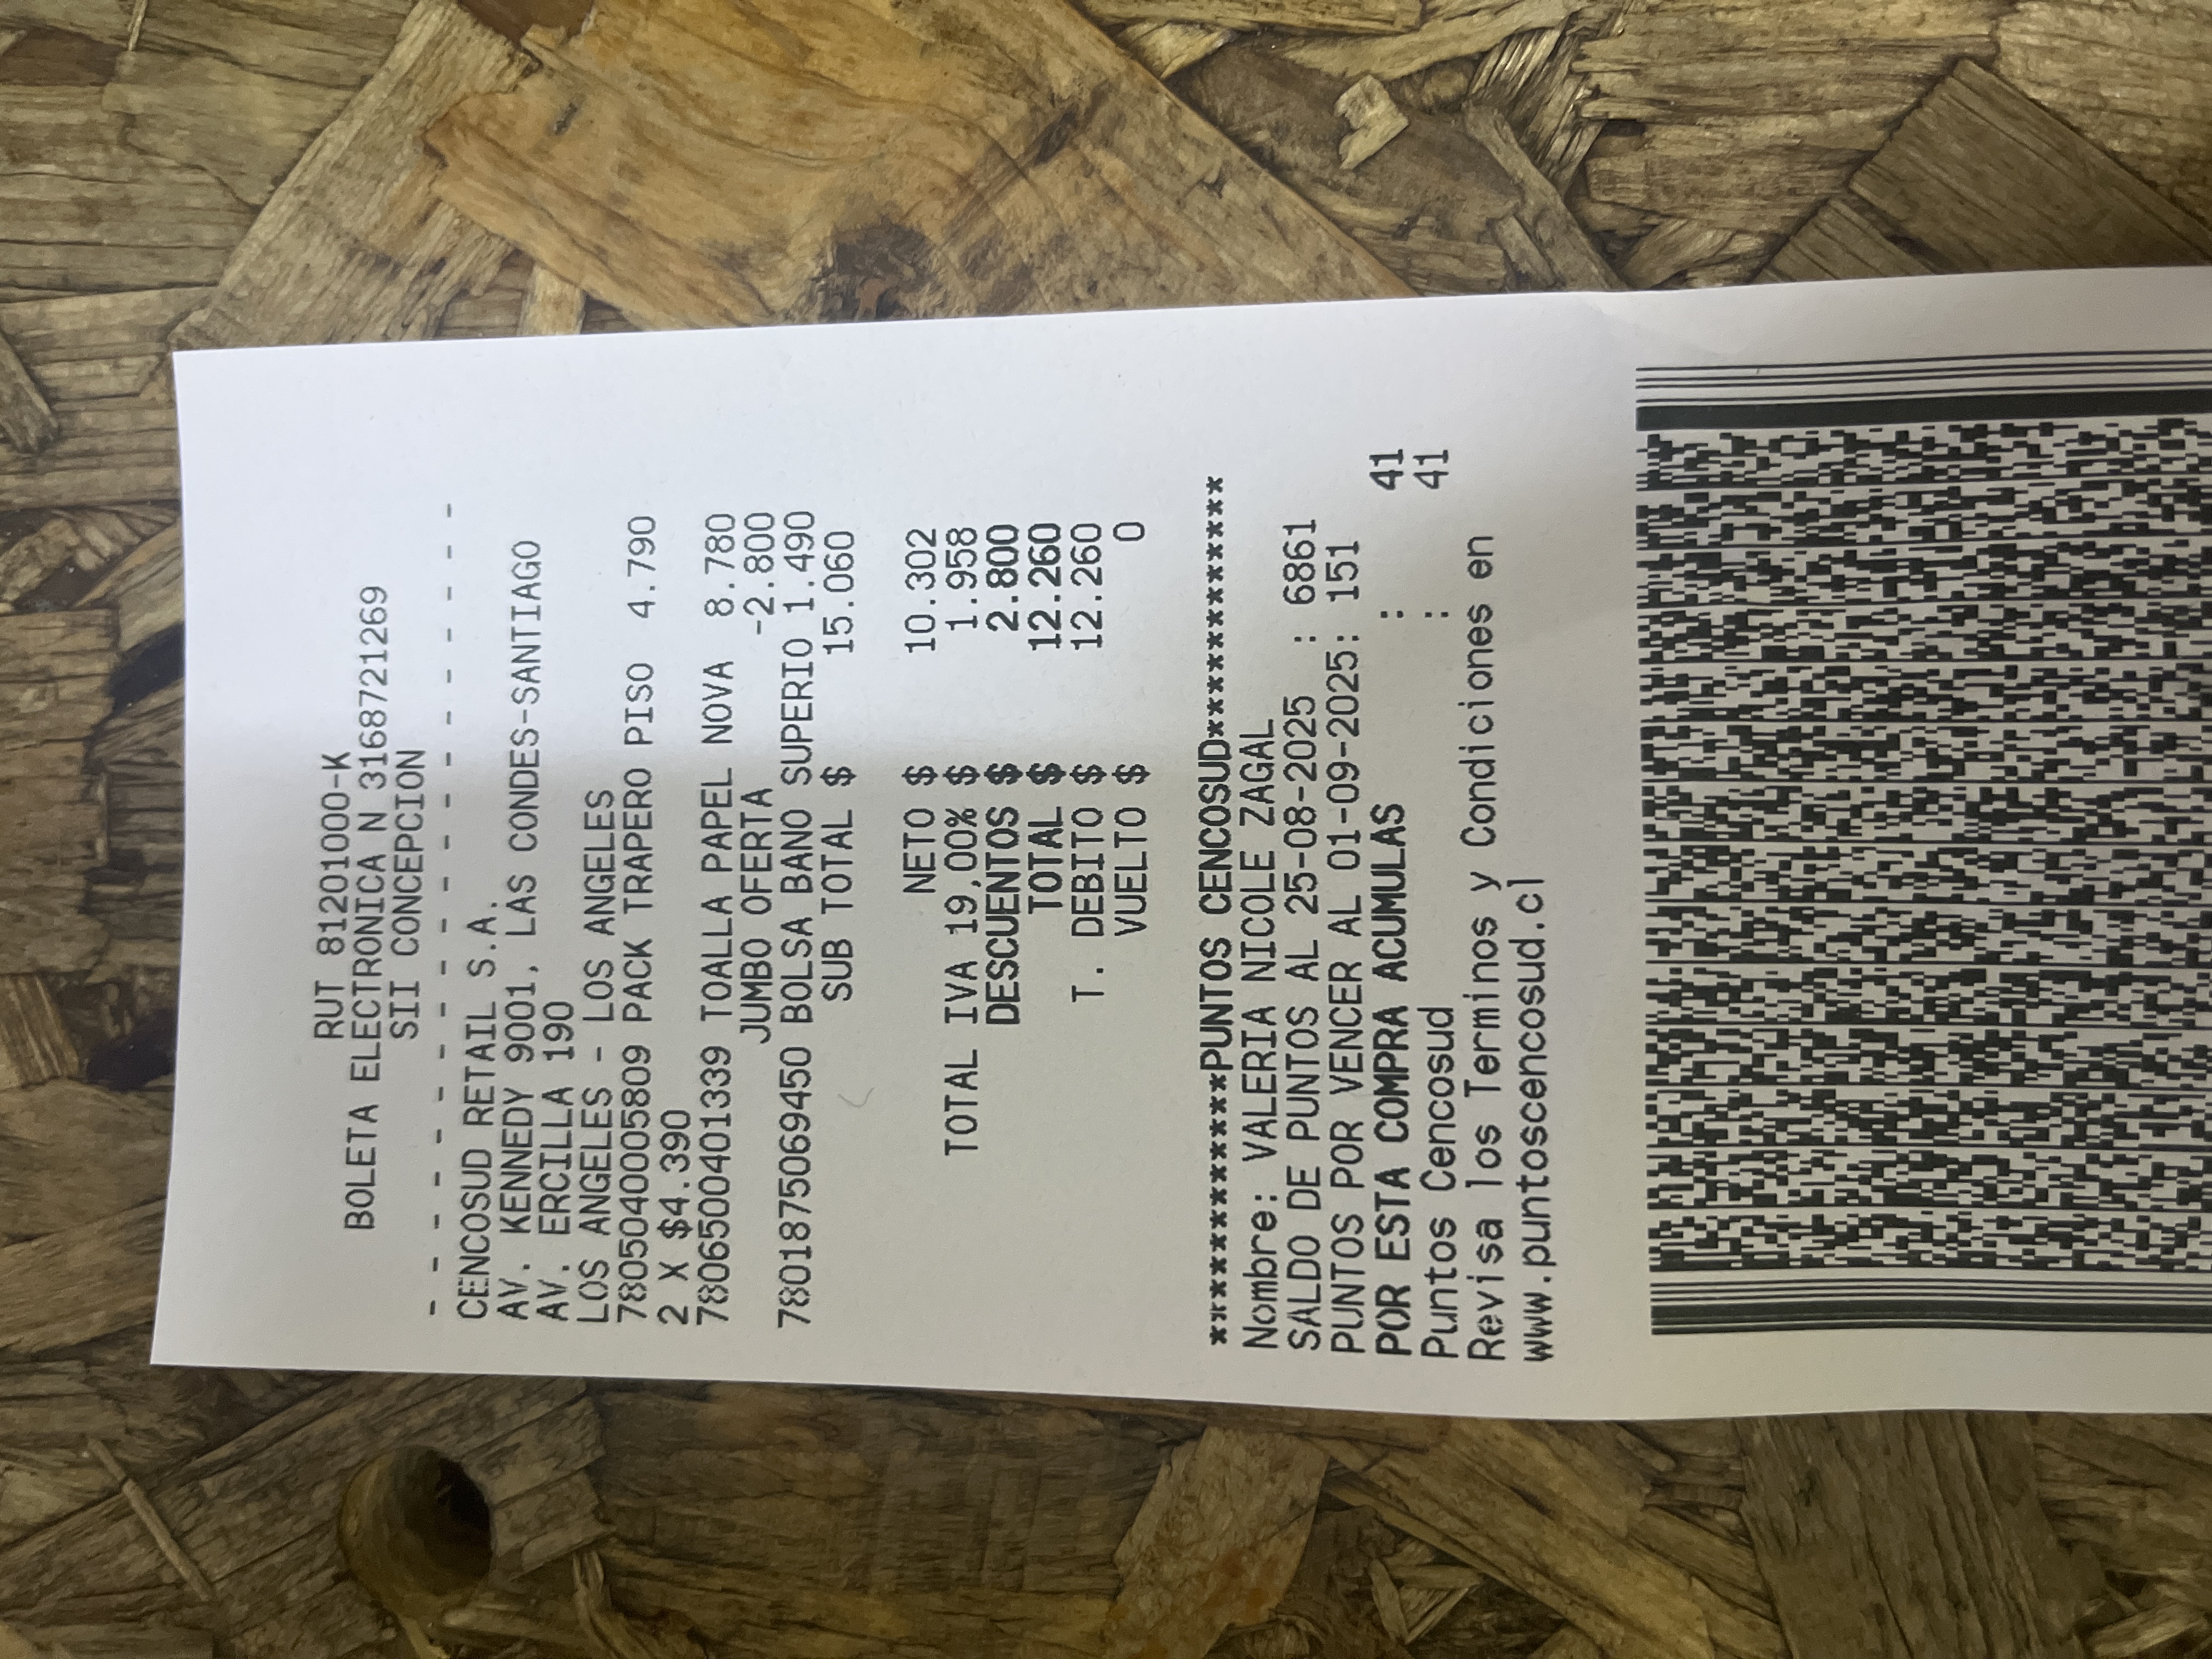 RUT 81201000-K
BOLETA ELECTRONICA N 316872 1269
SII CONCEPCION
- - - - - - - - - - - - - - - - - - - -
CENCOSUD RETAIL S.A.
AV. KENNEDY 9001, LAS CONDES-SANTIAGO
AV. ERCILLA 190
LOS ANGELES - LOS ANGELES
7805040005809 PACK TRAPERO PISO 4.790
2 X $4.390
7806500401339 TOALLA PAPEL NOVA 8.780
JUMBO OFERTA -2.800
7801875069450 BOLSA BANO SUPERIO 1.490
SUB TOTAL $ 15.060
NETO $ 10.302
TOTAL IVA 19,00% $ 1.958
DESCUENTOS $ 2.800
TOTAL $ 12.260
T. DEBITO $ 12.260
VUELTO $ 0
************PUNTOS CENCOSUD************
Nombre: VALERIA NICOLE ZAGAL
SALDO DE PUNTOS AL 25-08-2025 : 6861
PUNTOS POR VENCER AL 01-09-2025: 151
POR ESTA COMPRA ACUMULAS : 41
Puntos Cencosud : 41
Revisa los Terminos y Condiciones en
www.puntoscencosud.cl